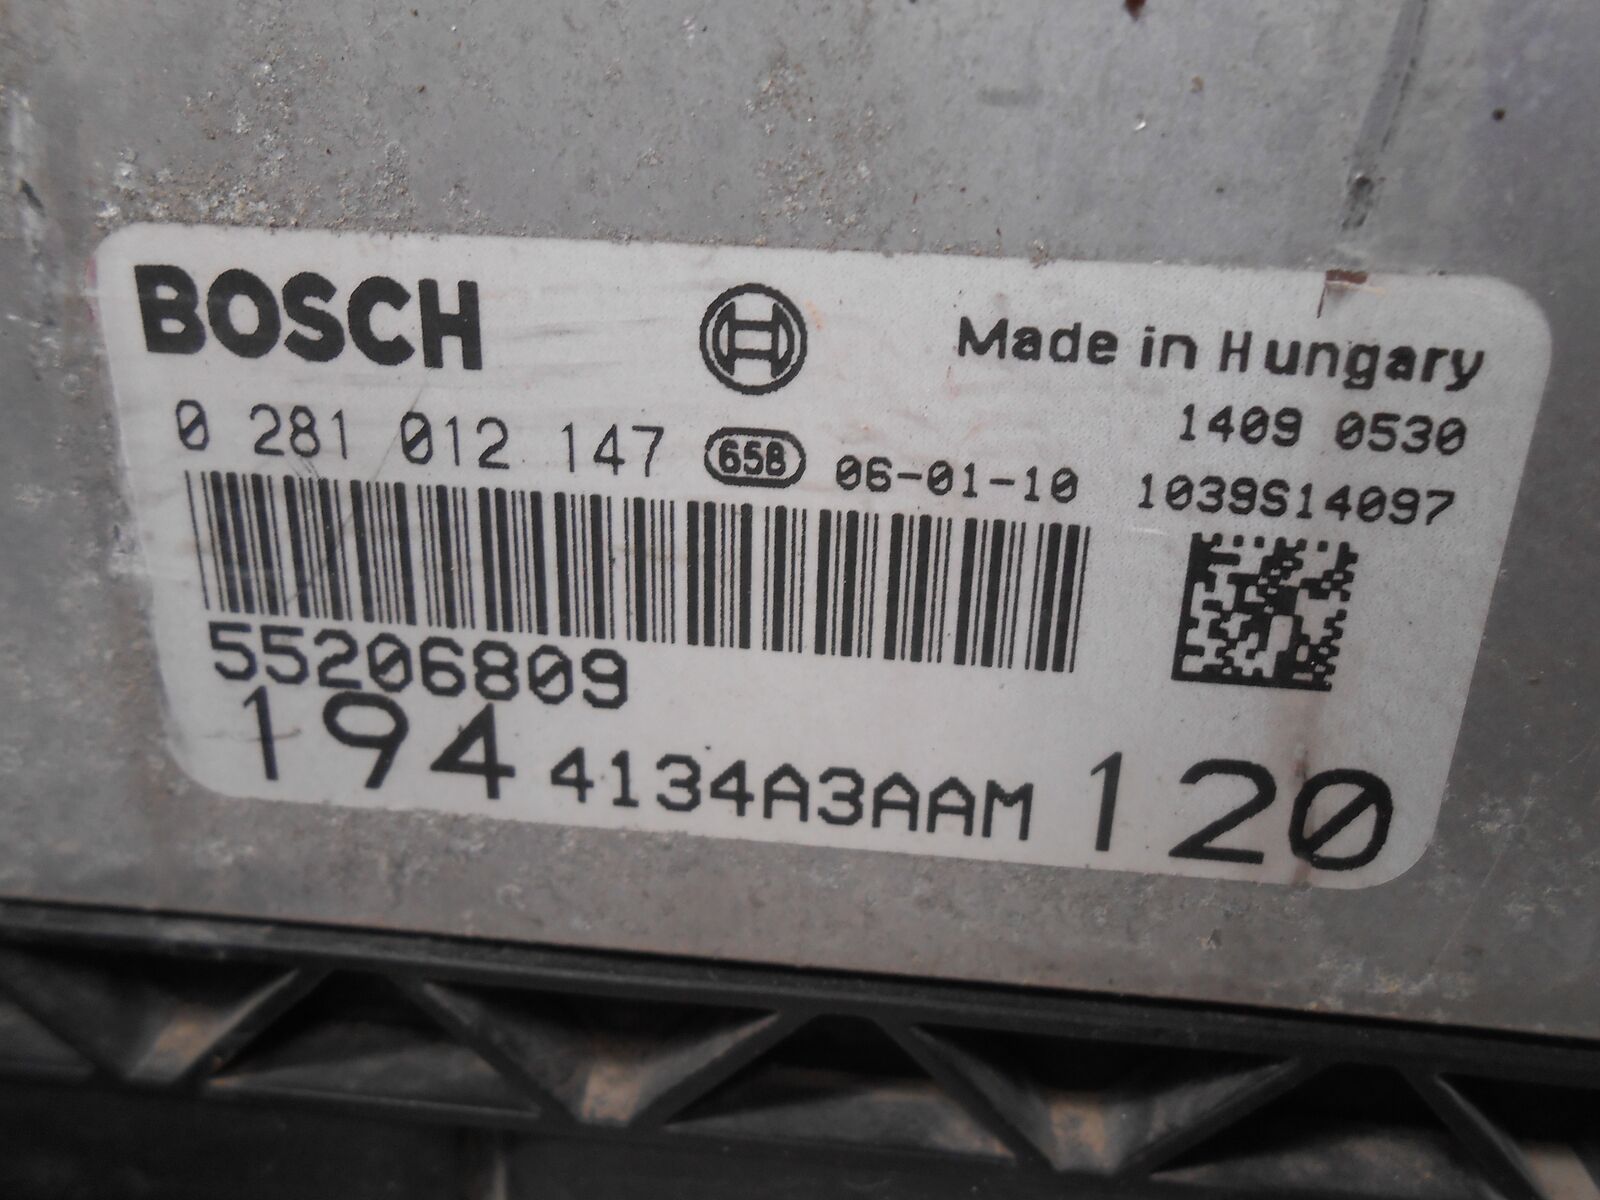 BOSCH
Made in Hungary
0 281 012 147 658 06-01-10
1409 0530
1039S14097
55206809
194 4134A3AAM 120